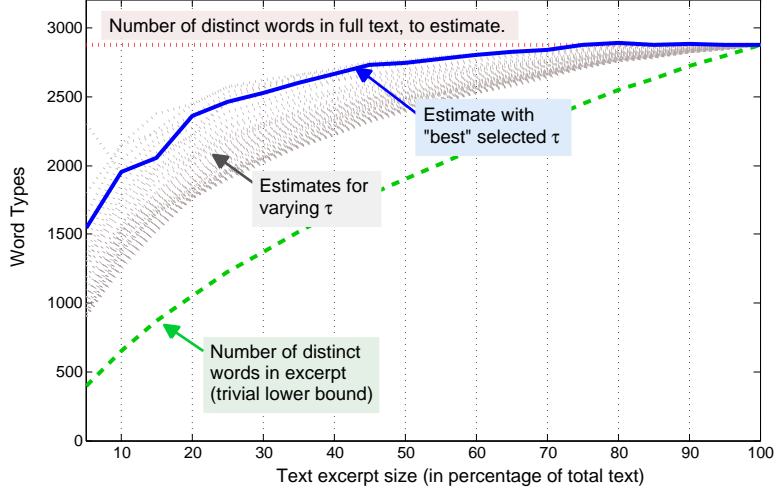 3000
Number of distinct words in full text, to estimate.
2500
Estimate with
"best" selected τ
2000
Estimates for
varying τ
Word Types
1500
1000
Number of distinct
words in excerpt
(trivial lower bound)
500
0
10 20 30 40 50 60 70 80 90 100
Text excerpt size (in percentage of total text)